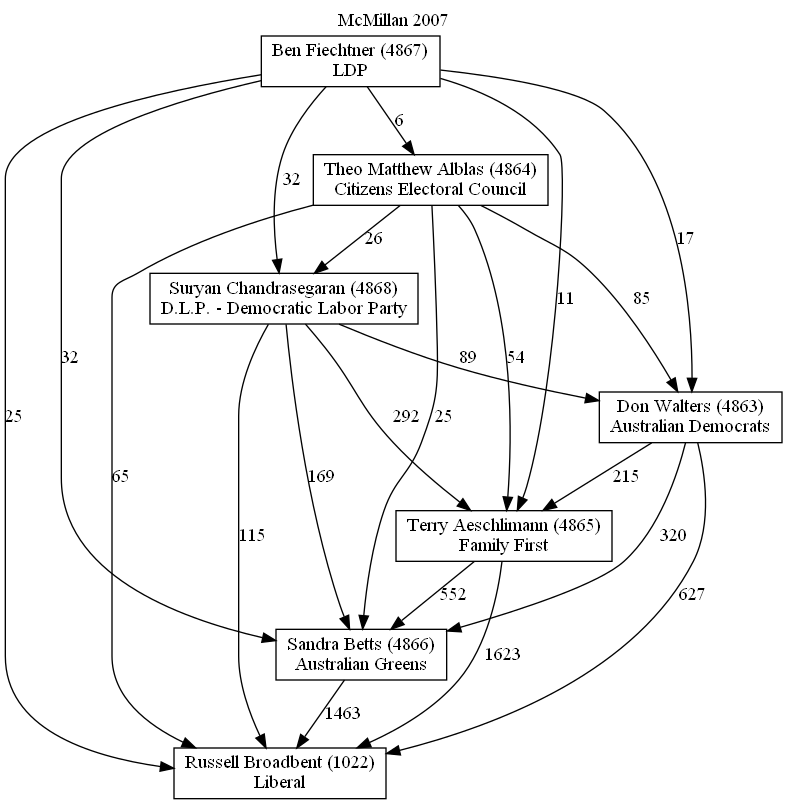 McMillan 2007
Ben Fiechtner (4867)
LDP
6
32
Theo Matthew Alblas (4864)
Citizens Electoral Council
26
17
Suryan Chandrasegaran (4868)
D.L.P. - Democratic Labor Party
11
85
25
32
89
54
Don Walters (4863)
Australian Democrats
292
25
65
169
215
Terry Aeschlimann (4865)
Family First
115
320
552
627
Sandra Betts (4866)
Australian Greens
1623
1463
Russell Broadbent (1022)
Liberal